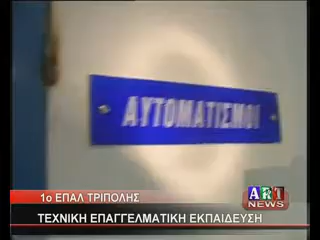 ΑΥΤΟΜΑΤΙΣΜΟΙ
1ο ΕΠΑΛ ΤΡΙΠΟΛΗΣ
ART
NEWS
ΤΕΧΝΙΚΗ ΕΠΑΓΓΕΛΜΑΤΙΚΗ ΕΚΠΑΙΔΕΥΣΗ